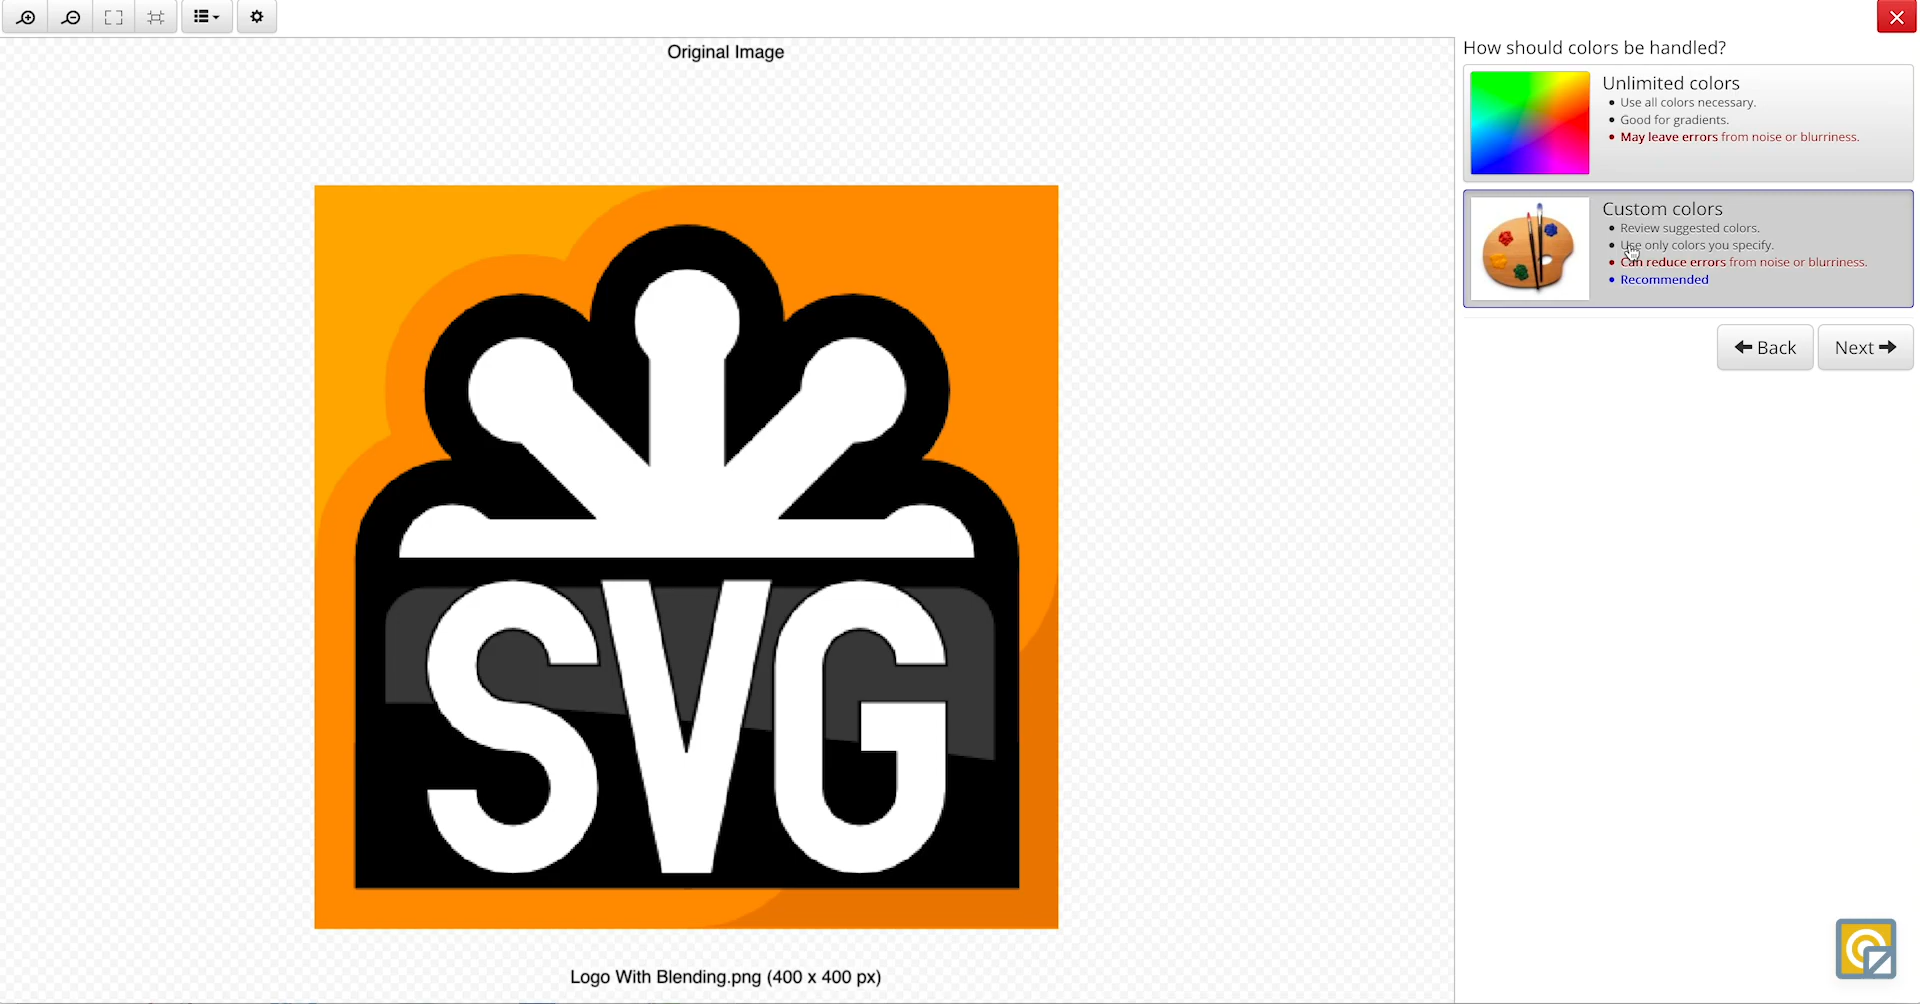 Original Image
SVG
Logo With Blending.png (400 x 400 px)
How should colors be handled?
Unlimited colors
Use all colors necessary.
Good for gradients.
May leave errors from noise or blurriness.
Custom colors
Review suggested colors.
Use only colors you specify.
Can reduce errors from noise or blurriness.
Recommended
Back
Next